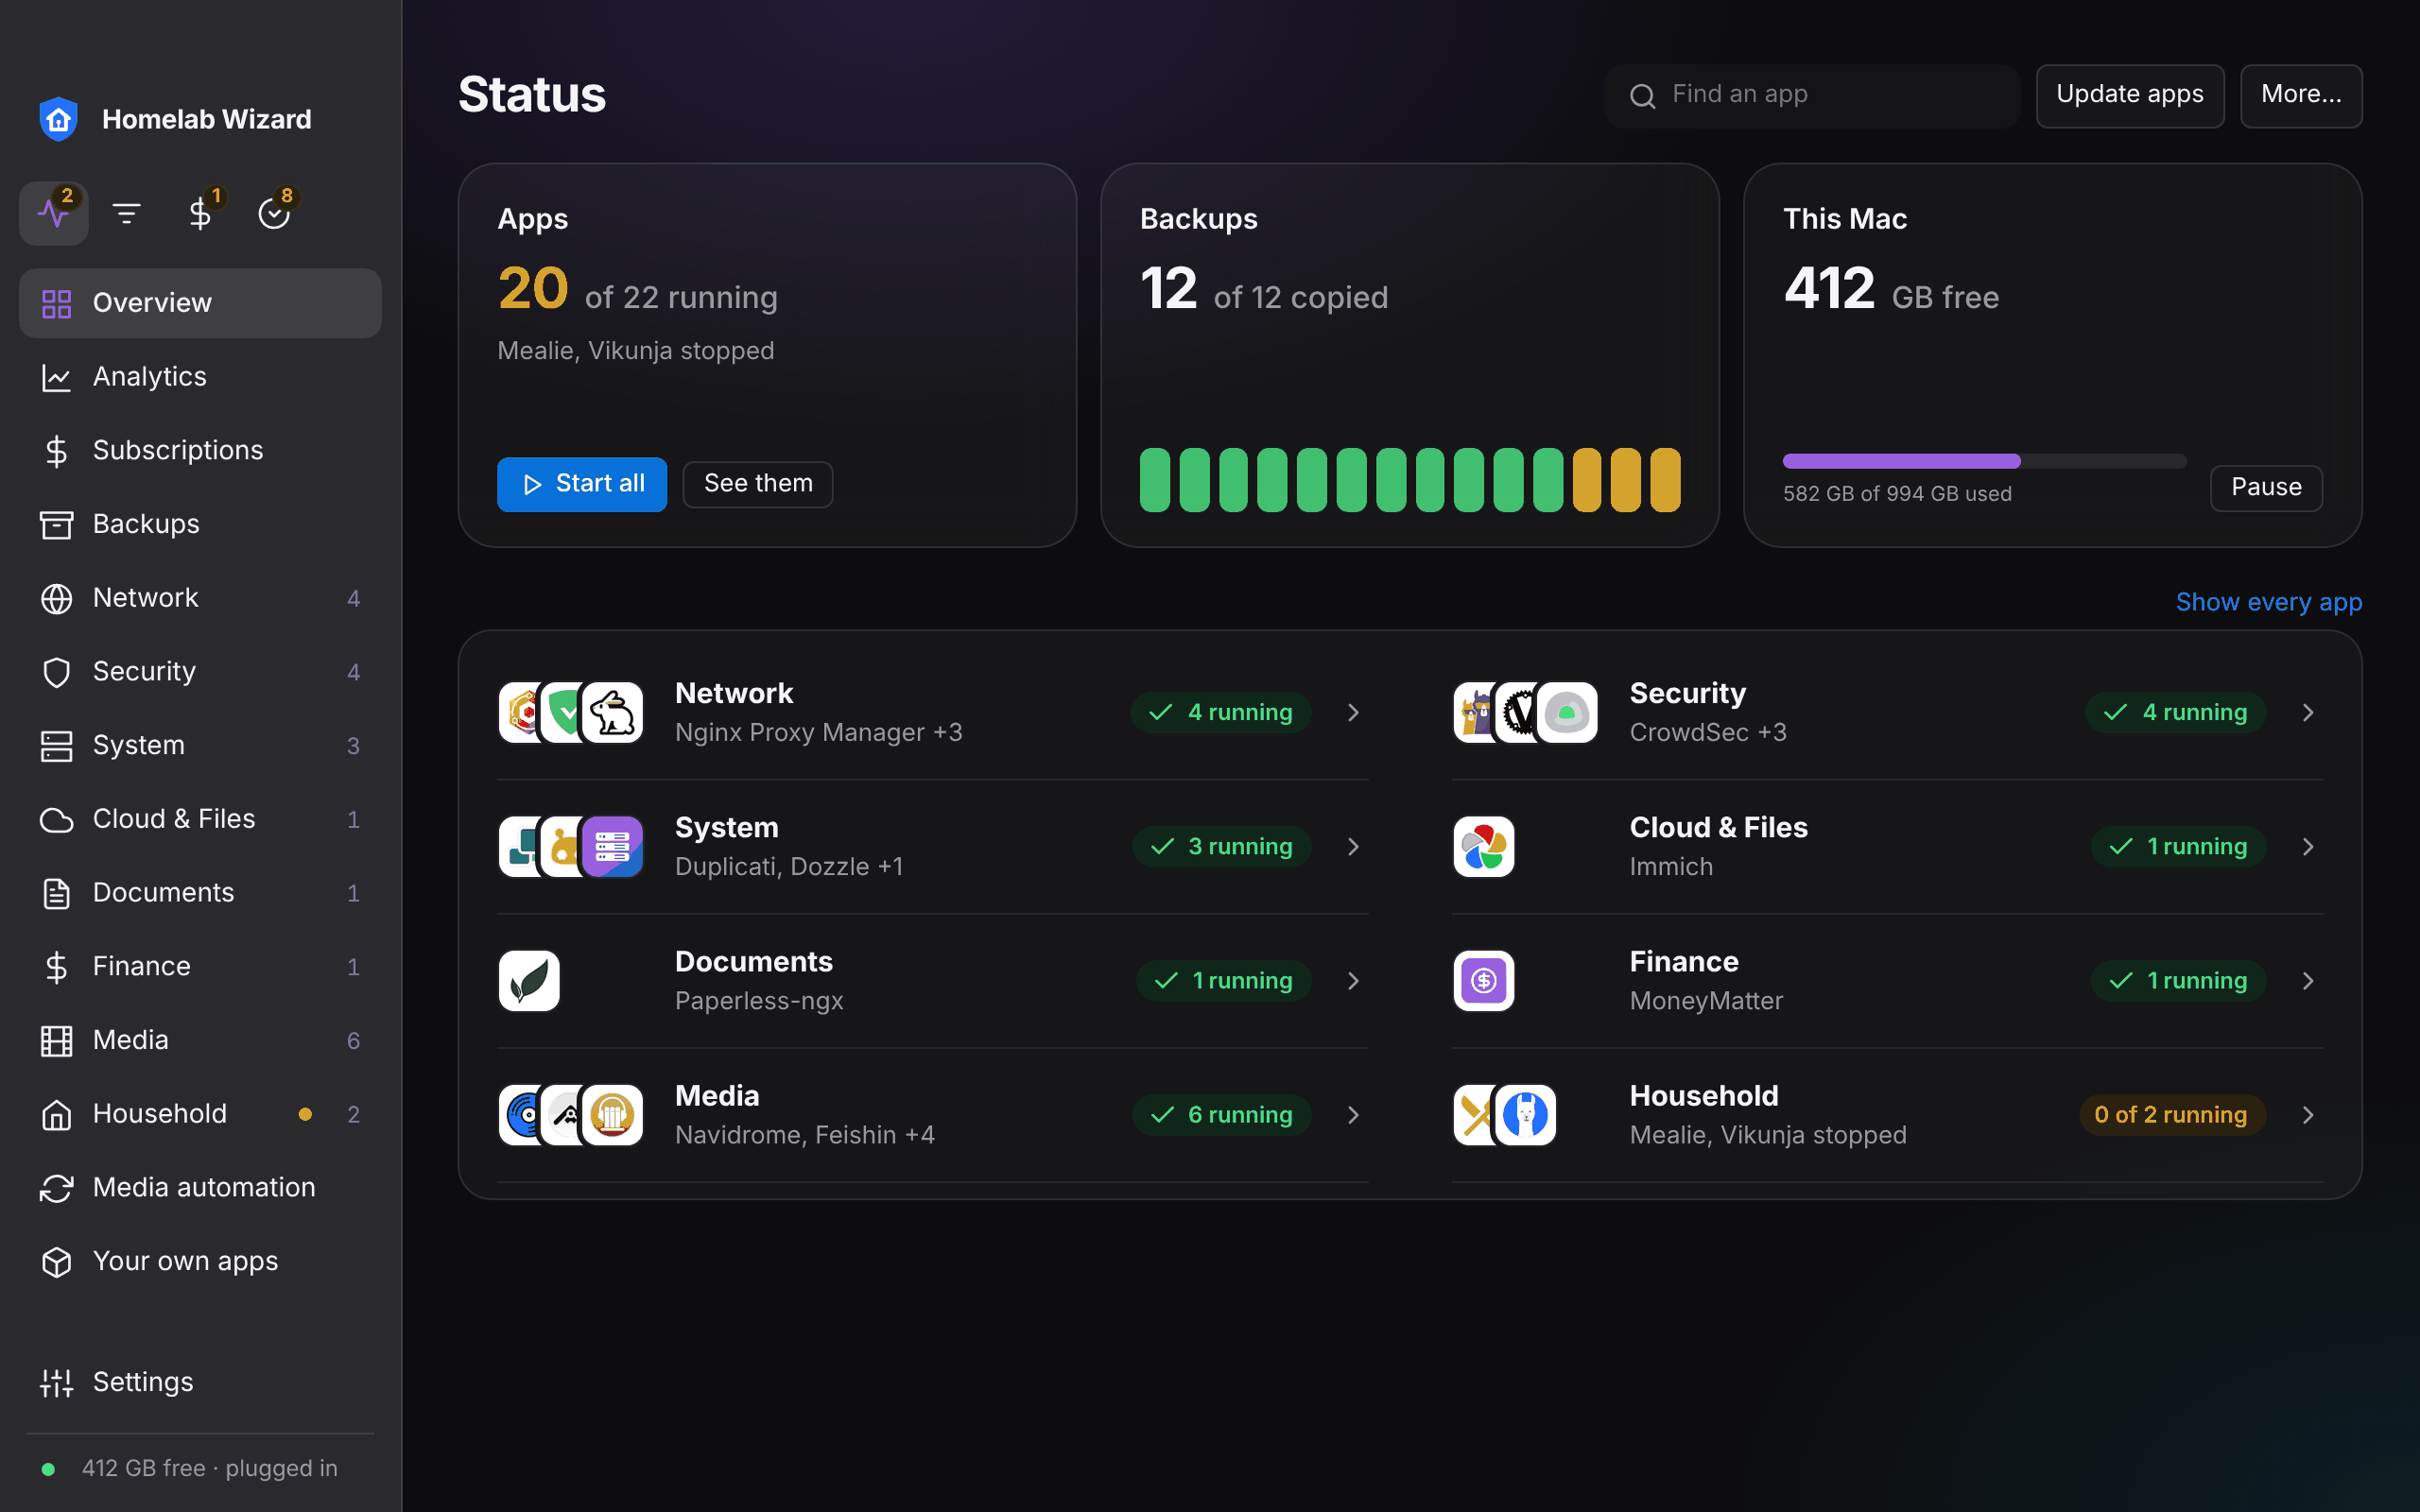 Homelab Wizard
2
1
8
Overview
Analytics
Subscriptions
Backups
Network 4
Security 4
System 3
Cloud & Files 1
Documents 1
Finance 1
Media 6
Household 2
Media automation
Your own apps
Settings
412 GB free · plugged in
Status
Find an app
Update apps
More...
Apps
20 of 22 running
Mealie, Vikunja stopped
Start all
See them
Backups
12 of 12 copied
This Mac
412 GB free
582 GB of 994 GB used
Pause
Show every app
Network
Nginx Proxy Manager +3
4 running
Security
CrowdSec +3
4 running
System
Duplicati, Dozzle +1
3 running
Cloud & Files
Immich
1 running
Documents
Paperless-ngx
1 running
Finance
MoneyMatter
1 running
Media
Navidrome, Feishin +4
6 running
Household
Mealie, Vikunja stopped
0 of 2 running